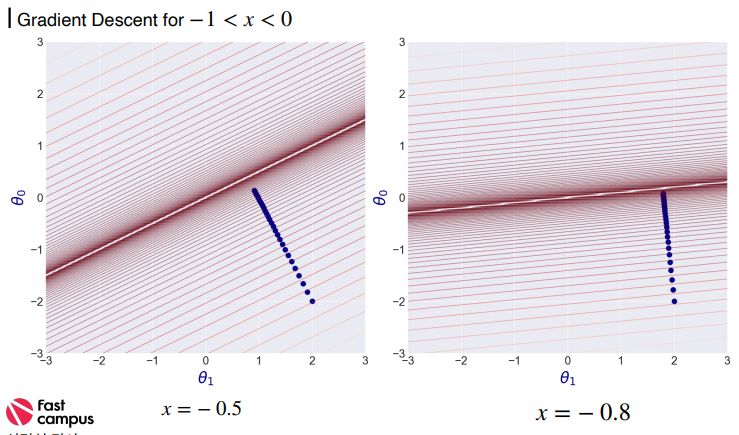 Gradient Descent for −1 < x < 0
3
2
1
0
−1
−2
−3
θ₀
−3 −2 −1 0 1 2 3
θ₁
3
2
1
0
−1
−2
−3
θ₀
−3 −2 −1 0 1 2 3
θ₁
x = − 0.5
x = − 0.8
Fast
campus